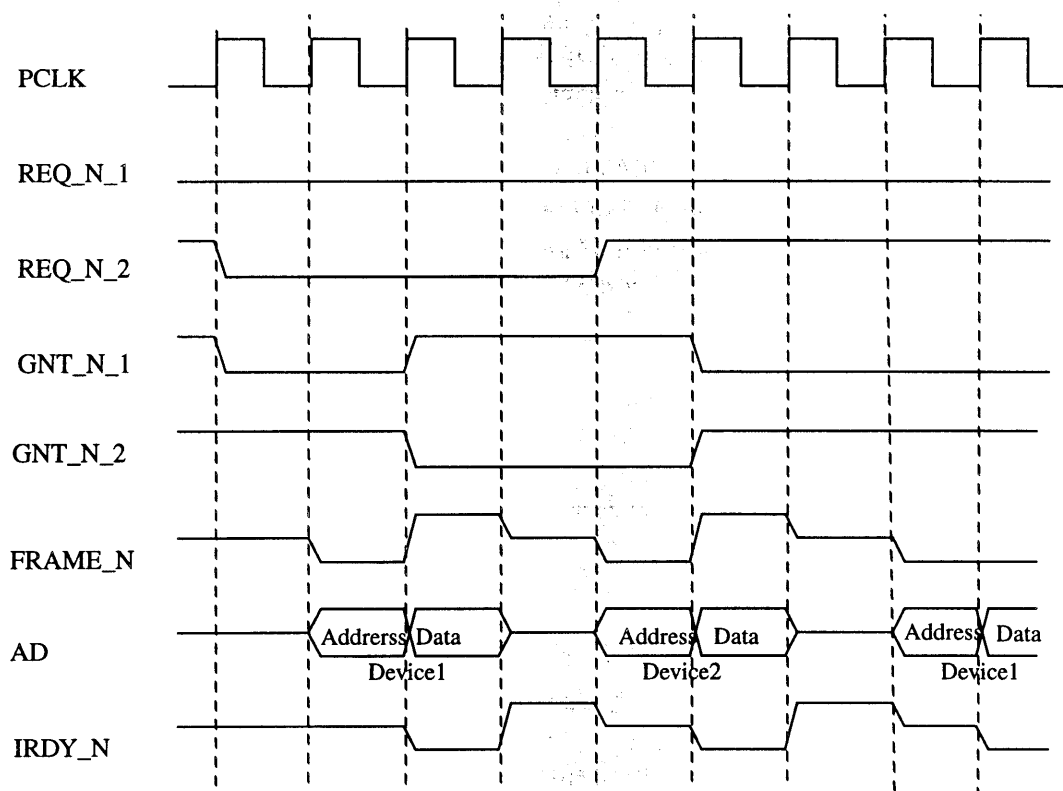 PCLK
REQ_N_1
REQ_N_2
GNT_N_1
GNT_N_2
FRAME_N
AD
Addrerss Data Address Data Address Data
Device1 Device2 Device1
IRDY_N